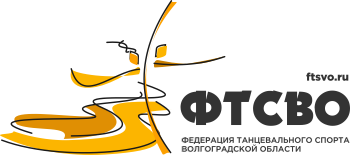 ftsvo.ru
ФТСВО
ФЕДЕРАЦИЯ ТАНЦЕВАЛЬНОГО СПОРТА
ВОЛГОГРАДСКОЙ ОБЛАСТИ